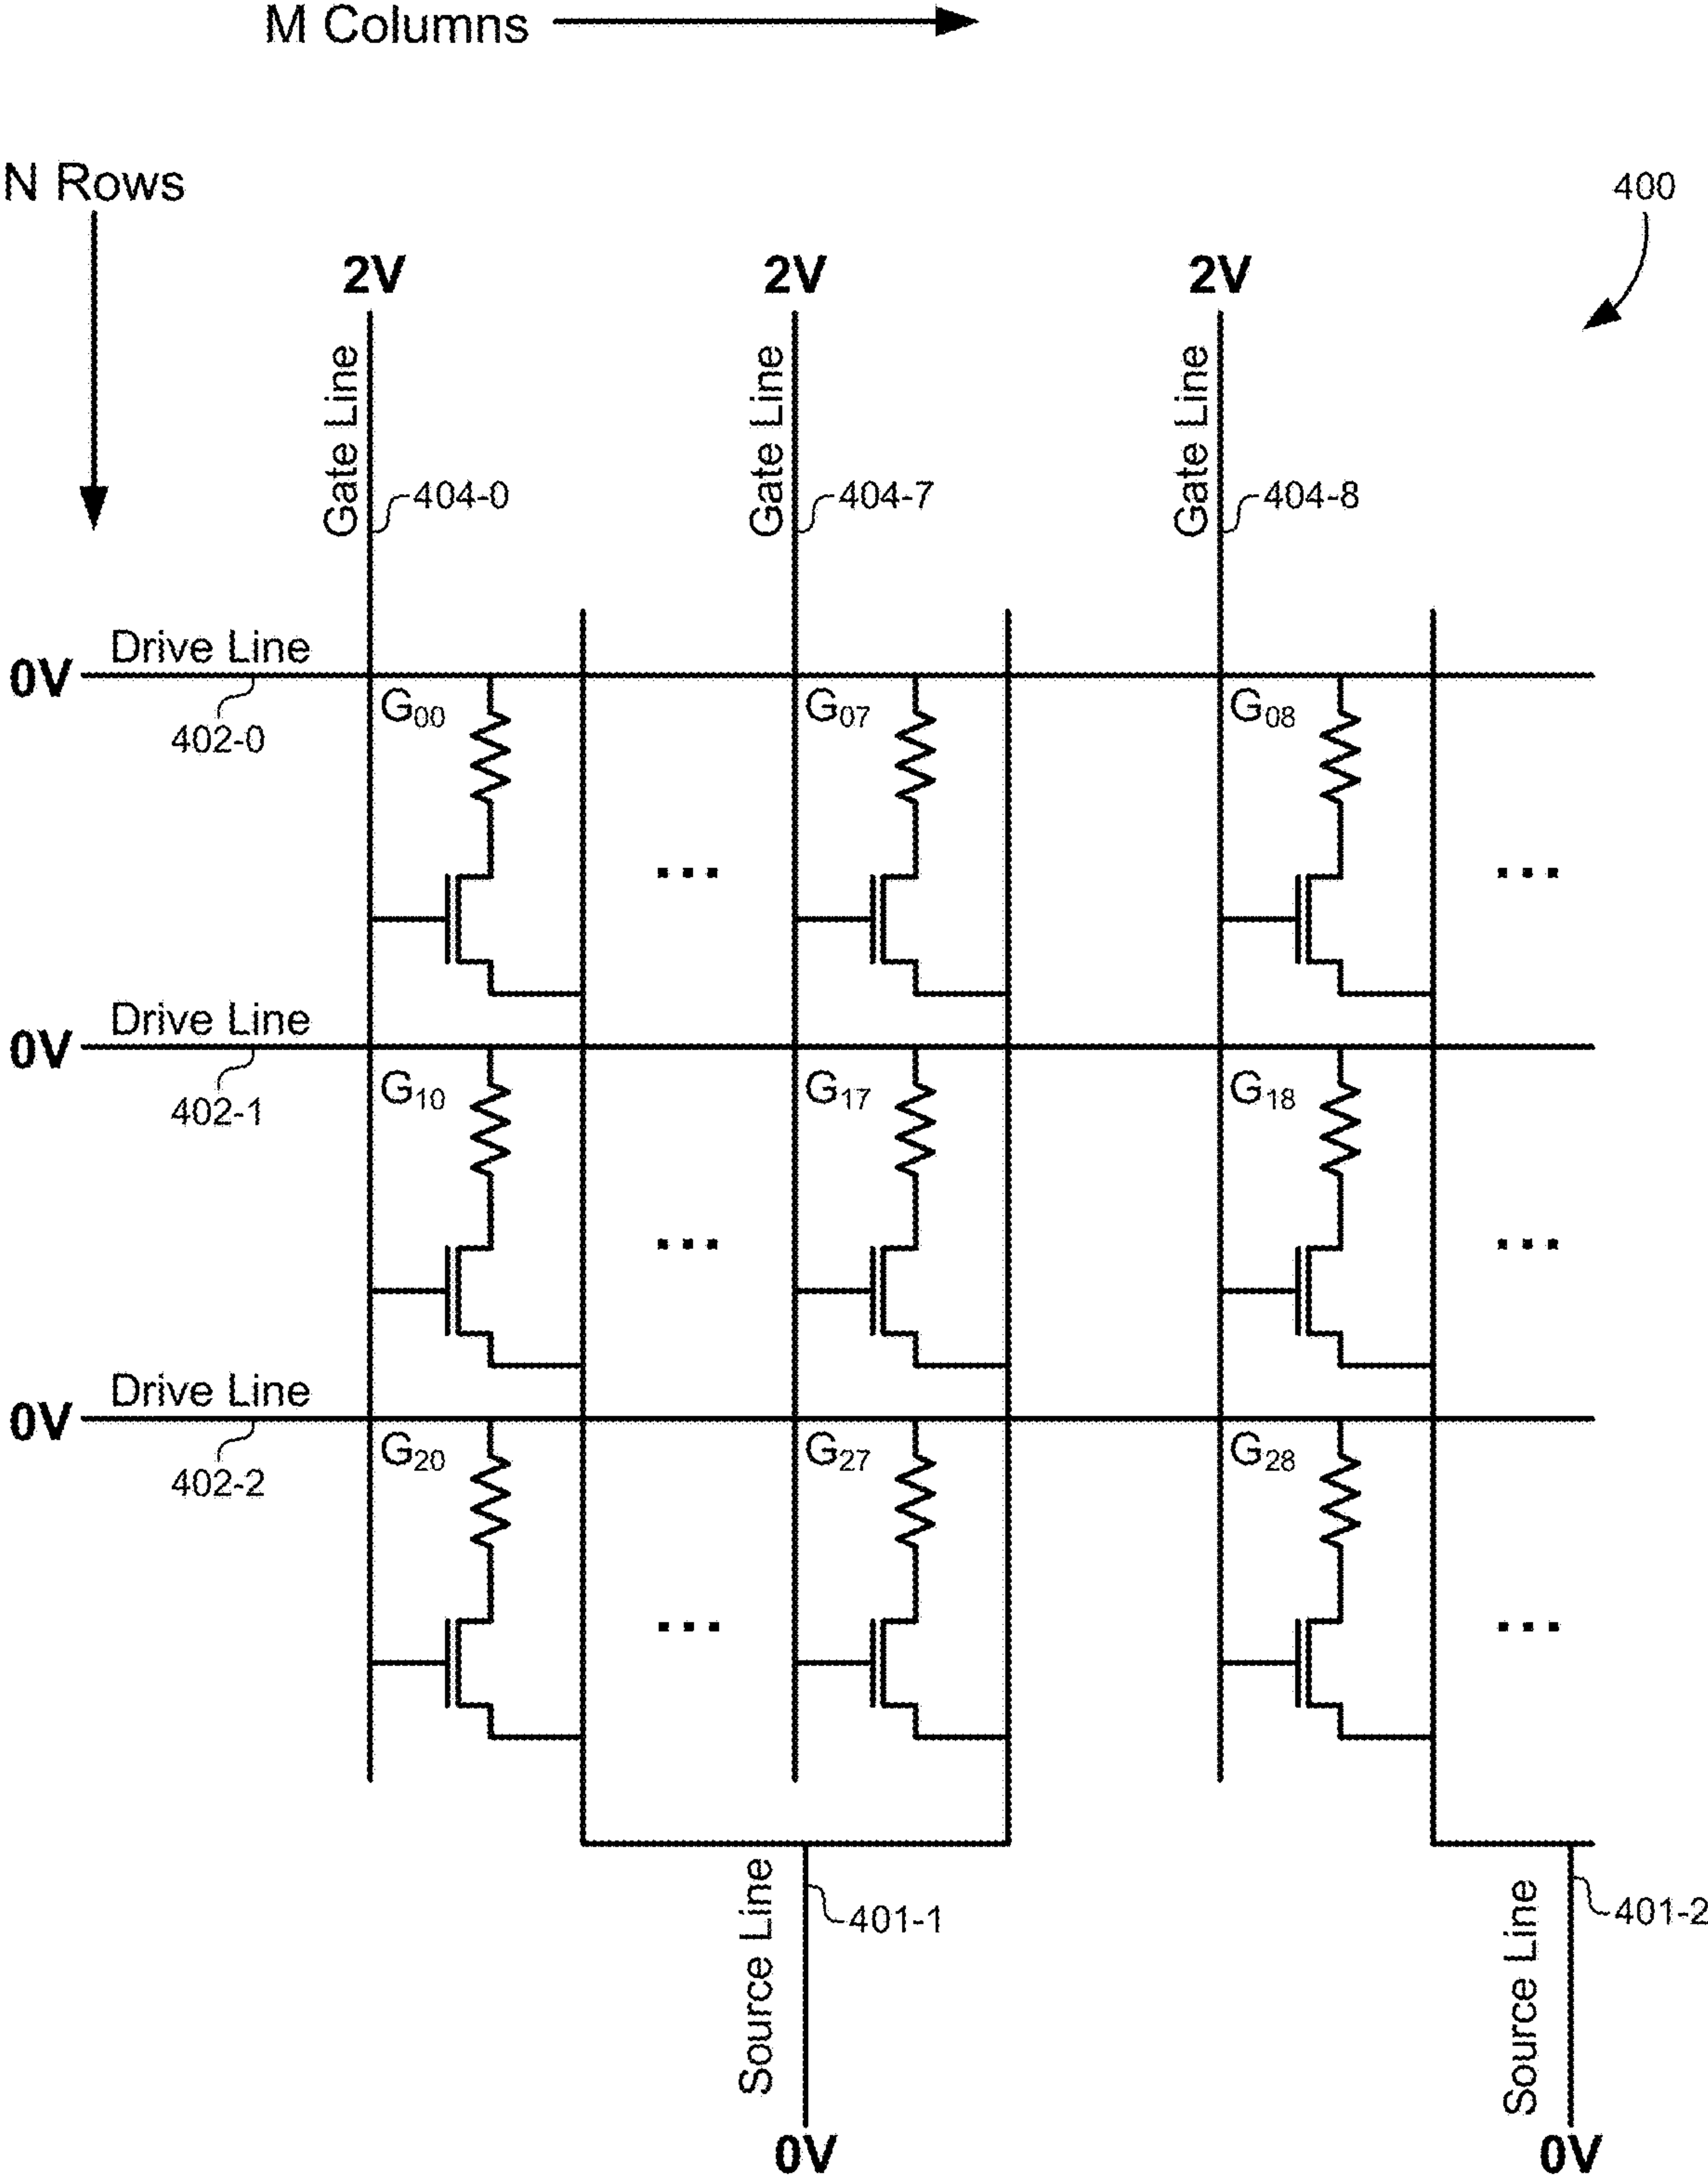 M Columns
N Rows
400
2V 2V 2V
Gate Line Gate Line Gate Line
404-0 404-7 404-8
Drive Line
0V
402-0
G00 G07 G08
... ...
Drive Line
0V
402-1
G10 G17 G18
... ...
Drive Line
0V
402-2
G20 G27 G28
... ...
Source Line Source Line
401-1 401-2
0V 0V